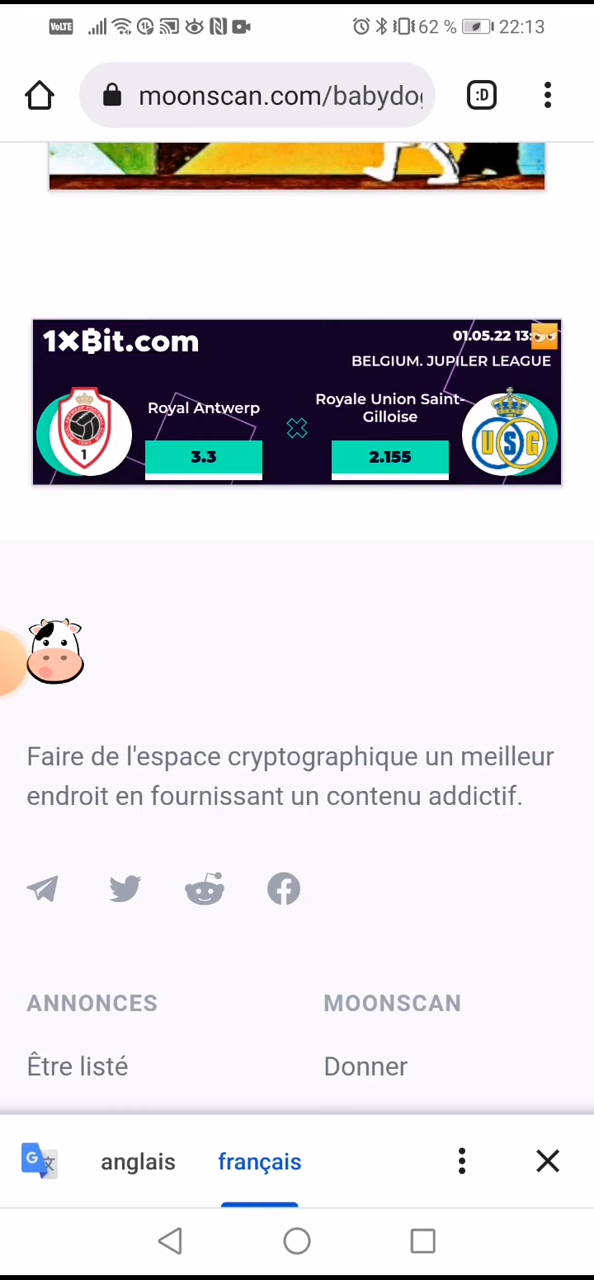 VoLTE
62 %
22:13
moonscan.com/babydo
:D
1xBit.com
01.05.22 13:
BELGIUM. JUPILER LEAGUE
Royal Antwerp
Royale Union Saint-
Gilloise
3.3
2.155
1
USG
Faire de l'espace cryptographique un meilleur
endroit en fournissant un contenu addictif.
ANNONCES
MOONSCAN
Être listé
Donner
G
anglais
français